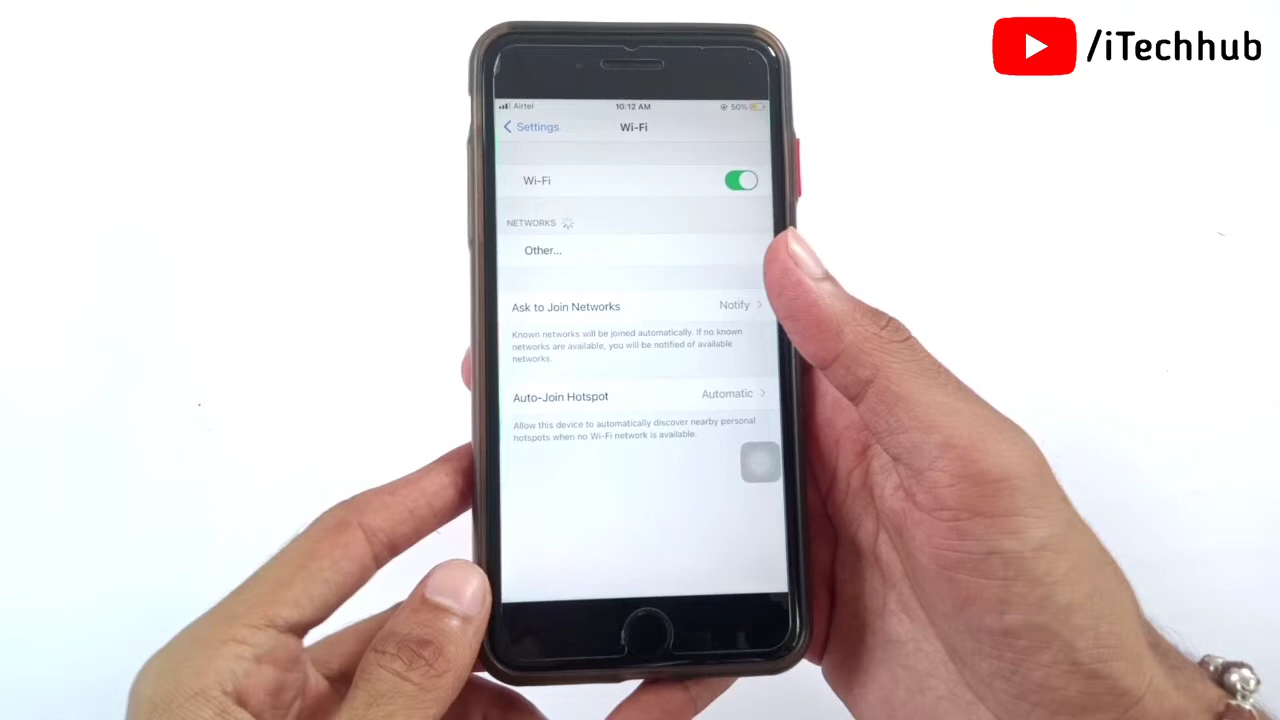 /iTechhub
Airtel 10:12 AM 50%
Settings Wi-Fi
Wi-Fi
NETWORKS
Other...
Ask to Join Networks Notify
Known networks will be joined automatically. If no known
networks are available, you will be notified of available
networks.
Auto-Join Hotspot Automatic
Allow this device to automatically discover nearby personal
hotspots when no Wi-Fi network is available.